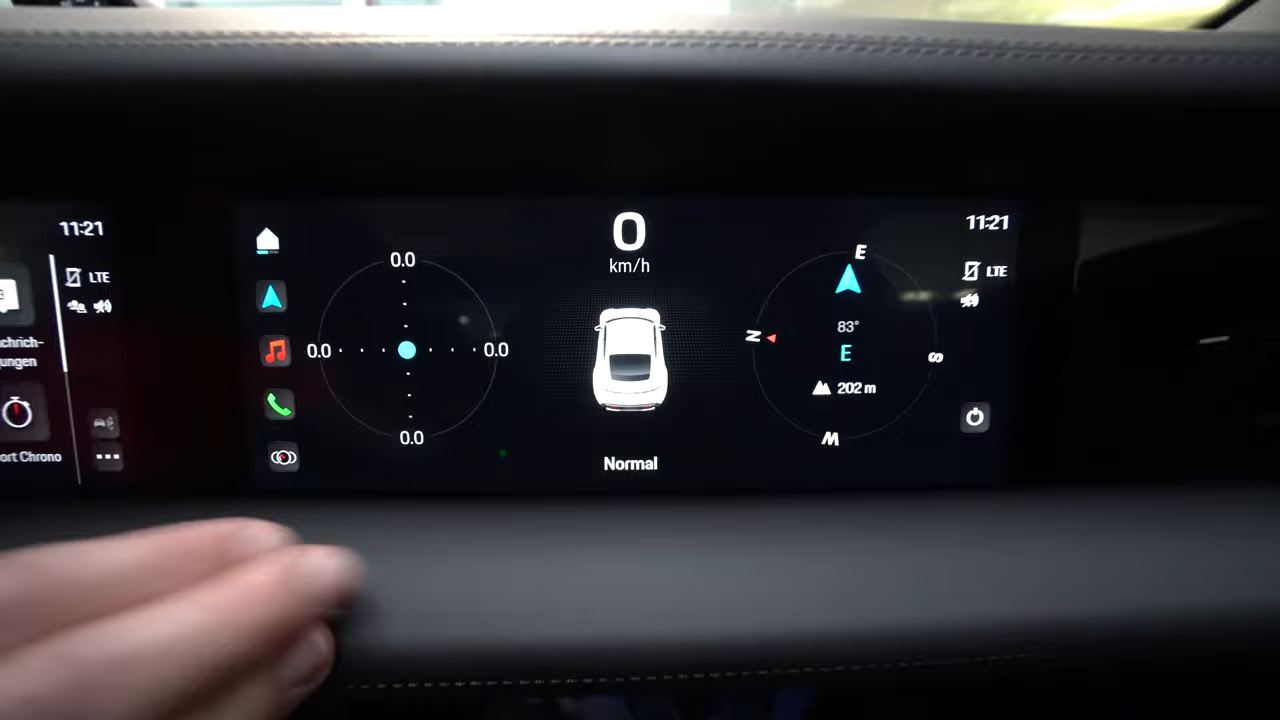 11:21
LTE
chrich-
gungen
ort Chrono
0.0
0.0
0.0
0.0
0
km/h
Normal
E
N
S
W
83°
E
202 m
11:21
LTE